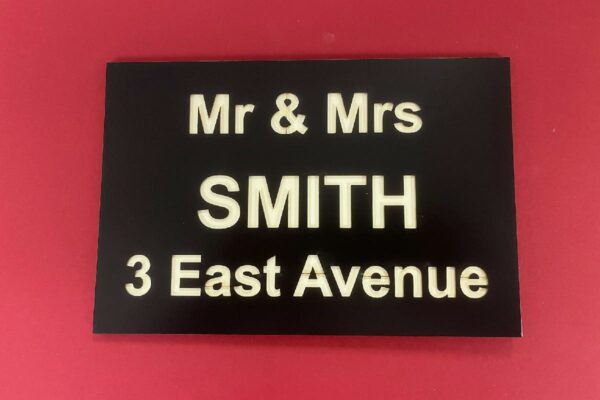 Mr & Mrs
SMITH
3 East Avenue